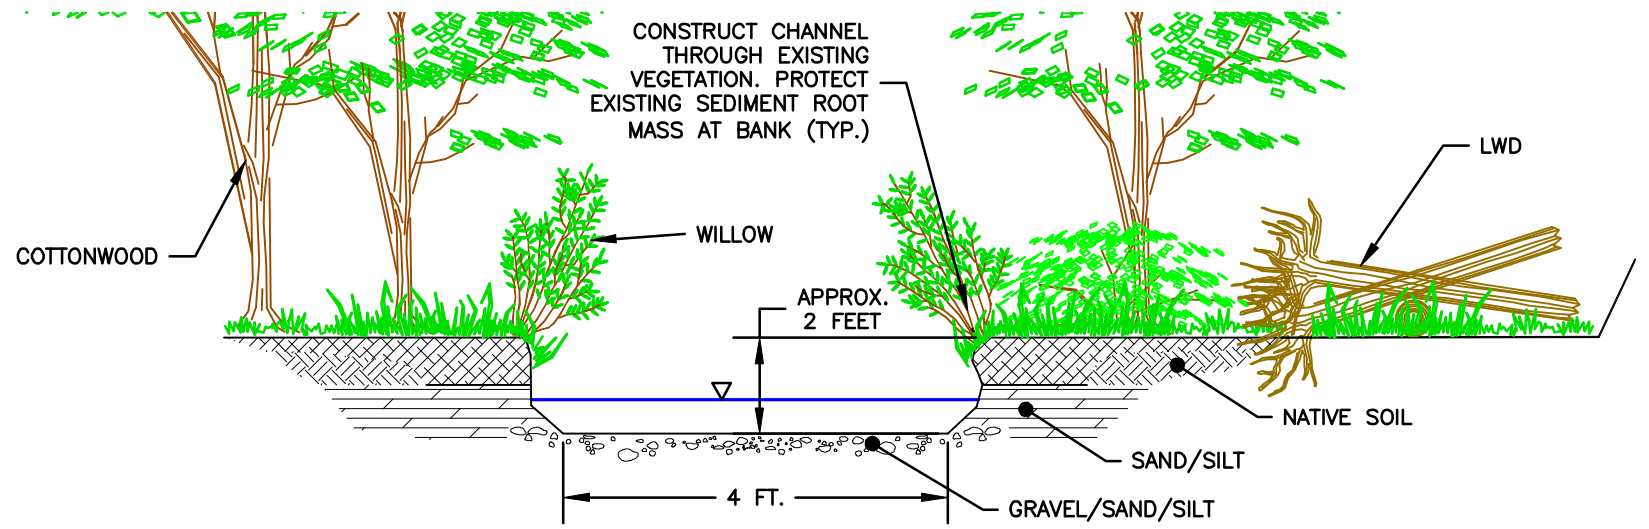 CONSTRUCT CHANNEL
THROUGH EXISTING
VEGETATION. PROTECT
EXISTING SEDIMENT ROOT
MASS AT BANK (TYP.)
LWD
COTTONWOOD
WILLOW
APPROX.
2 FEET
NATIVE SOIL
SAND/SILT
4 FT.
GRAVEL/SAND/SILT